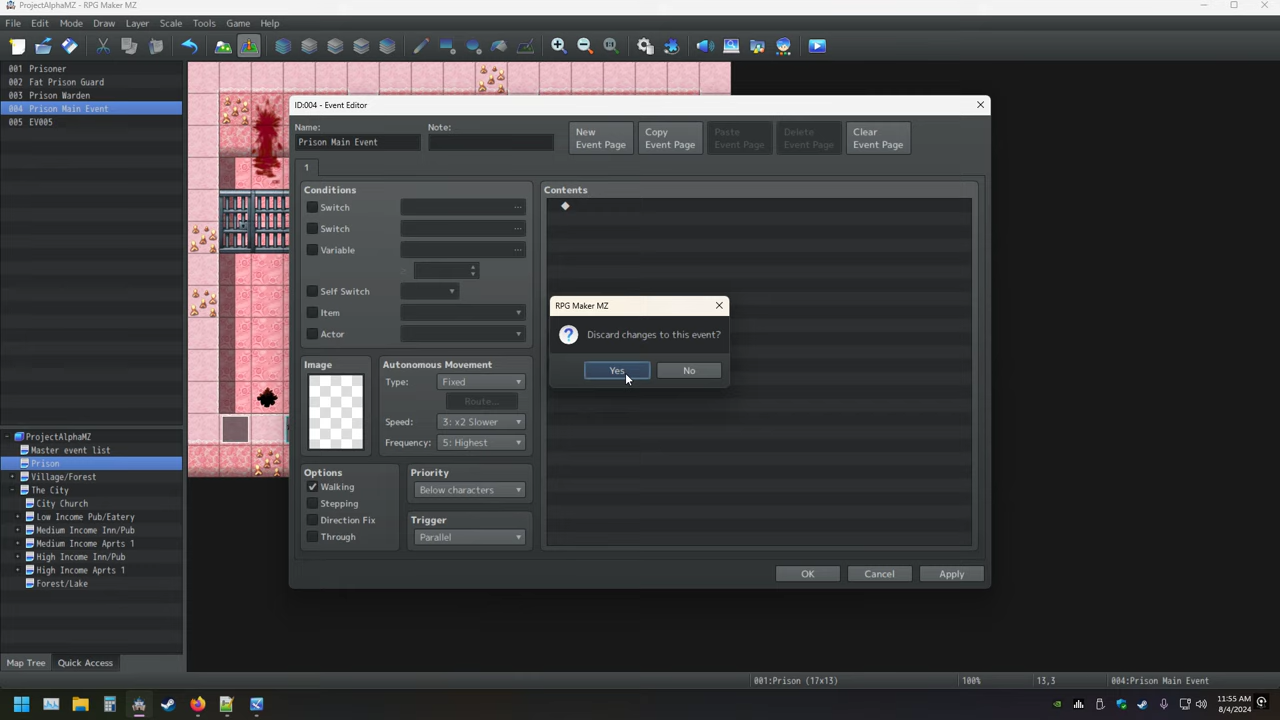 ProjectAlphaMZ - RPG Maker MZ
File Edit Mode Draw Layer Scale Tools Game Help
001 Prisoner
002 Fat Prison Guard
003 Prison Warden
004 Prison Main Event
005 EV005
ID:004 - Event Editor
Name:
Note:
Prison Main Event
New
Event Page
Copy
Event Page
Paste
Event Page
Delete
Event Page
Clear
Event Page
1
Conditions
Switch
Switch
Variable
Self Switch
Item
Actor
Contents
RPG Maker MZ
Discard changes to this event?
Yes
No
Image
Autonomous Movement
Type:
Fixed
Route...
Speed:
3: x2 Slower
Frequency:
5: Highest
Options
Walking
Stepping
Direction Fix
Through
Priority
Below characters
Trigger
Parallel
OK
Cancel
Apply
ProjectAlphaMZ
Master event list
Prison
Village/Forest
The City
City Church
Low Income Pub/Eatery
Medium Income Inn/Pub
Medium Income Aprts 1
High Income Inn/Pub
High Income Aprts 1
Forest/Lake
Map Tree
Quick Access
001:Prison (17x13)
100%
13,3
004:Prison Main Event
11:55 AM
8/4/2024